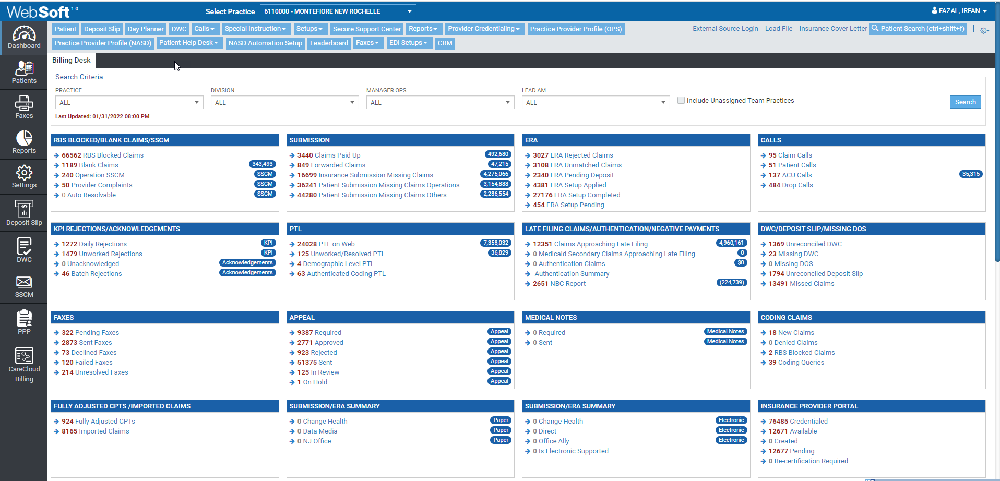 WebSoft 1.0
Select Practice 6110000 - MONTEFIORE NEW ROCHELLE
FAZAL, IRFAN
Patient Deposit Slip Day Planner DWC Calls Special Instruction Setups Secure Support Center Reports Provider Credentialing Practice Provider Profile (OPS)
External Source Login Load File Insurance Cover Letter Patient Search (ctrl+shift+f)
Practice Provider Profile (NASD) Patient Help Desk NASD Automation Setup Leaderboard Faxes EDI Setups CRM
Dashboard
Patients
Faxes
Reports
Settings
Deposit Slip
DWC
SSCM
PPP
CareCloud
Billing
Billing Desk
Search Criteria
PRACTICE DIVISION MANAGER OPS LEAD AM
ALL ALL ALL ALL Include Unassigned Team Practices Search
Last Updated: 01/31/2022 08:00 PM
RBS BLOCKED/BLANK CLAIMS/SSCM
66562 RBS Blocked Claims
1189 Blank Claims 343,493
240 Operation SSCM SSCM
50 Provider Complaints SSCM
0 Auto Resolvable SSCM
SUBMISSION
3440 Claims Paid Up 492,680
849 Forwarded Claims 47,215
16699 Insurance Submission Missing Claims 4,275,066
36241 Patient Submission Missing Claims Operations 3,154,888
44280 Patient Submission Missing Claims Others 2,286,554
ERA
3027 ERA Rejected Claims
3108 ERA Unmatched Claims
2340 ERA Pending Deposit
4381 ERA Setup Applied
27176 ERA Setup Completed
454 ERA Setup Pending
CALLS
95 Claim Calls
51 Patient Calls
137 ACU Calls 35,315
484 Drop Calls
KPI REJECTIONS/ACKNOWLEDGEMENTS
1272 Daily Rejections KPI
1479 Unworked Rejections KPI
0 Unacknowledged Acknowledgements
46 Batch Rejections Acknowledgements
PTL
24028 PTL on Web 7,358,032
125 Unworked/Resolved PTL 36,829
4 Demographic Level PTL
63 Authenticated Coding PTL
LATE FILING CLAIMS/AUTHENTICATION/NEGATIVE PAYMENTS
12351 Claims Approaching Late Filing 4,960,161
0 Medicaid Secondary Claims Approaching Late Filing 0
0 Authentication Claims $0
Authentication Summary
2651 NBC Report (224,739)
DWC/DEPOSIT SLIP/MISSING DOS
1369 Unreconciled DWC
23 Missing DWC
0 Missing DOS
1794 Unreconciled Deposit Slip
13491 Missed Claims
FAXES
322 Pending Faxes
2873 Sent Faxes
73 Declined Faxes
120 Failed Faxes
214 Unresolved Faxes
APPEAL
9387 Required Appeal
2771 Approved Appeal
923 Rejected Appeal
51375 Sent Appeal
125 In Review Appeal
1 On Hold Appeal
MEDICAL NOTES
0 Required Medical Notes
0 Sent Medical Notes
CODING CLAIMS
18 New Claims
0 Denied Claims
2 RBS Blocked Claims
39 Coding Queries
FULLY ADJUSTED CPTS /IMPORTED CLAIMS
924 Fully Adjusted CPTs
8165 Imported Claims
SUBMISSION/ERA SUMMARY
0 Change Health Paper
0 Data Media Paper
0 NJ Office Paper
SUBMISSION/ERA SUMMARY
0 Change Health Electronic
0 Direct Electronic
0 Office Ally Electronic
0 Is Electronic Supported
INSURANCE PROVIDER PORTAL
76485 Credentialed
12671 Available
0 Created
12677 Pending
0 Re-certification Required